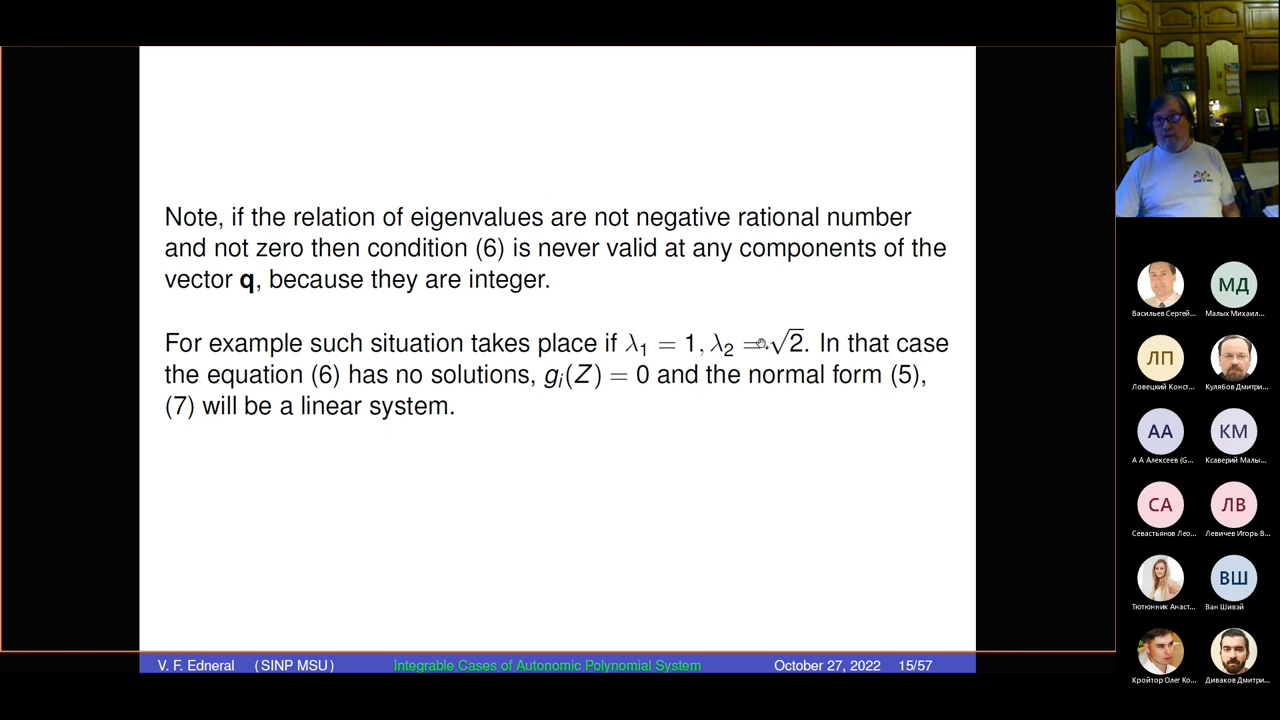 Note, if the relation of eigenvalues are not negative rational number
and not zero then condition (6) is never valid at any components of the
vector q, because they are integer.
For example such situation takes place if λ₁ = 1, λ₂ = √2. In that case
the equation (6) has no solutions, gᵢ(Z) = 0 and the normal form (5),
(7) will be a linear system.
V. F. Edneral (SINP MSU)
Integrable Cases of Autonomic Polynomial System
October 27, 2022 15/57
Васильев Сергей...
МД
Малых Михаил...
ЛП
Ловецкий Конст...
Кулябов Дмитри...
АА
А А Алексеев (G...
КМ
Ксаверий Малы...
СА
Севастьянов Лео...
ЛВ
Левичев Игорь В...
Тютюнник Анаст...
ВШ
Ван Шивэй
Кройтор Олег Ко...
Диваков Дмитри...